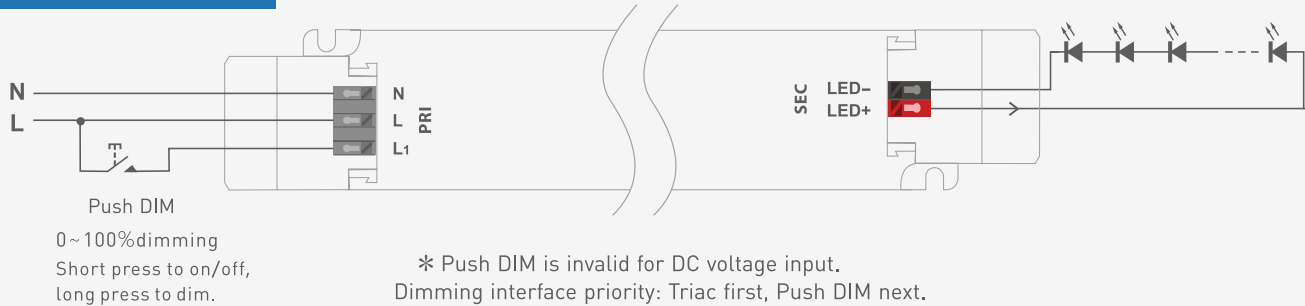 N
L
N
L
L1
PRI
SEC
LED−
LED+
Push DIM
0~100%dimming
Short press to on/off,
long press to dim.
* Push DIM is invalid for DC voltage input.
Dimming interface priority: Triac first, Push DIM next.